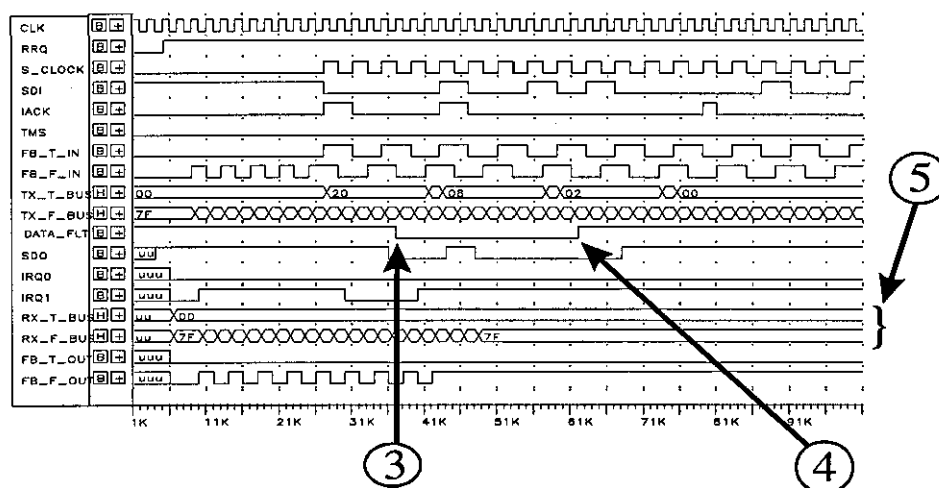 CLK B +
RRQ B +
S_CLOCK B +
SDI B +
IACK B +
TMS B +
FB_T_IN B +
FB_F_IN B +
TX_T_BUS H + 00 20 08 02 00
TX_F_BUS H + 7F
DATA_FLT B +
SDO B + uu
IRQ0 B + uuu
IRQ1 B + uuu
RX_T_BUS H + uu 00
RX_F_BUS H + uu 7F 7F
FB_T_OUT B + uuu
FB_F_OUT B + uuu
1K 11K 21K 31K 41K 51K 61K 71K 81K 91K
3
4
5